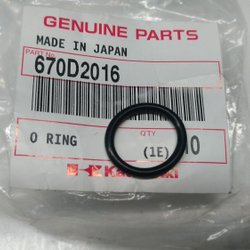 GENUINE PARTS
MADE IN JAPAN
PART No.
670D2016
O RING
QTY
(1E)